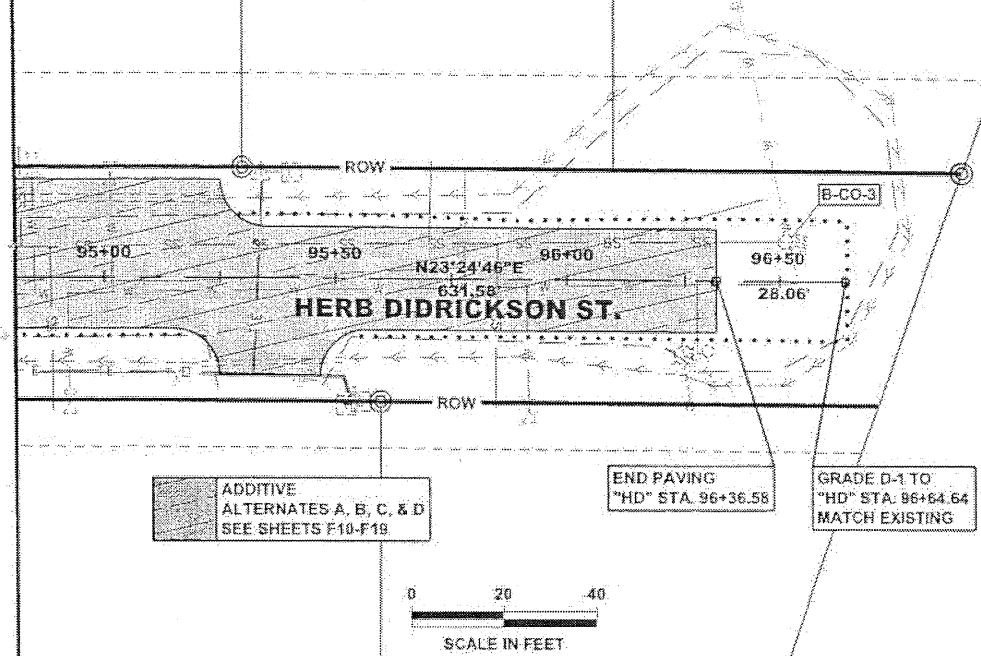 ROW
B-CO-3
95+00
95+50
96+00
96+50
N23°24'46"E
631.58'
28.06'
HERB DIDRICKSON ST.
ROW
ADDITIVE
ALTERNATES A, B, C, & D
SEE SHEETS F10-F19
END PAVING
"HD" STA. 96+36.58
GRADE D-1 TO
"HD" STA. 96+64.64
MATCH EXISTING
0 20 40
SCALE IN FEET